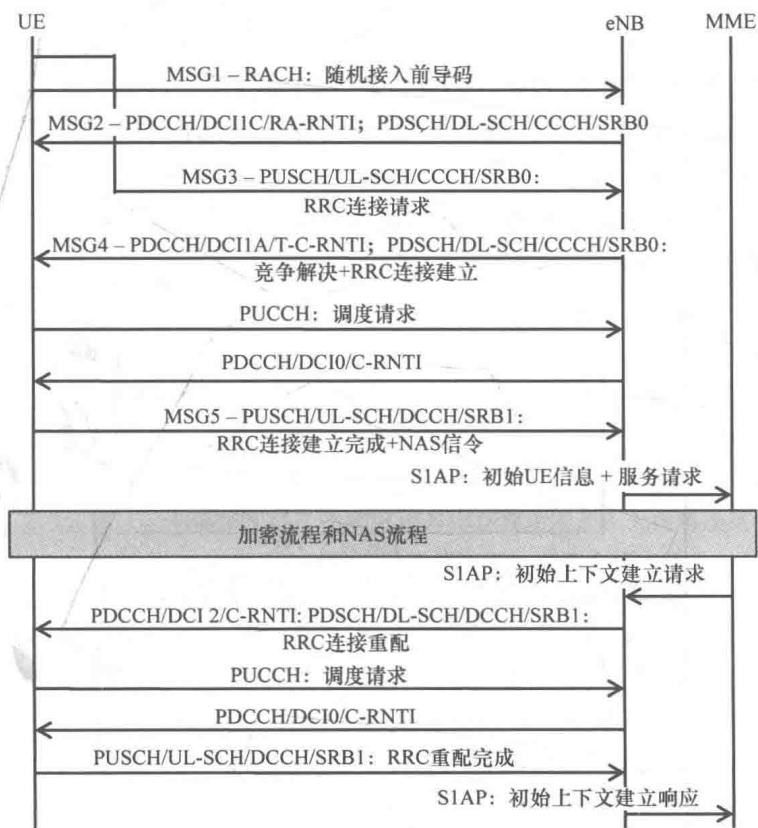 UE eNB MME
MSG1 – RACH：随机接入前导码
MSG2 – PDCCH/DCI1C/RA-RNTI；PDSCH/DL-SCH/CCCH/SRB0
MSG3 – PUSCH/UL-SCH/CCCH/SRB0：
RRC连接请求
MSG4 – PDCCH/DCI1A/T-C-RNTI；PDSCH/DL-SCH/CCCH/SRB0：
竞争解决+RRC连接建立
PUCCH：调度请求
PDCCH/DCI0/C-RNTI
MSG5 – PUSCH/UL-SCH/DCCH/SRB1：
RRC连接建立完成+NAS信令
S1AP：初始UE信息 + 服务请求
加密流程和NAS流程
S1AP：初始上下文建立请求
PDCCH/DCI 2/C-RNTI: PDSCH/DL-SCH/DCCH/SRB1：
RRC连接重配
PUCCH：调度请求
PDCCH/DCI0/C-RNTI
PUSCH/UL-SCH/DCCH/SRB1：RRC重配完成
S1AP：初始上下文建立响应